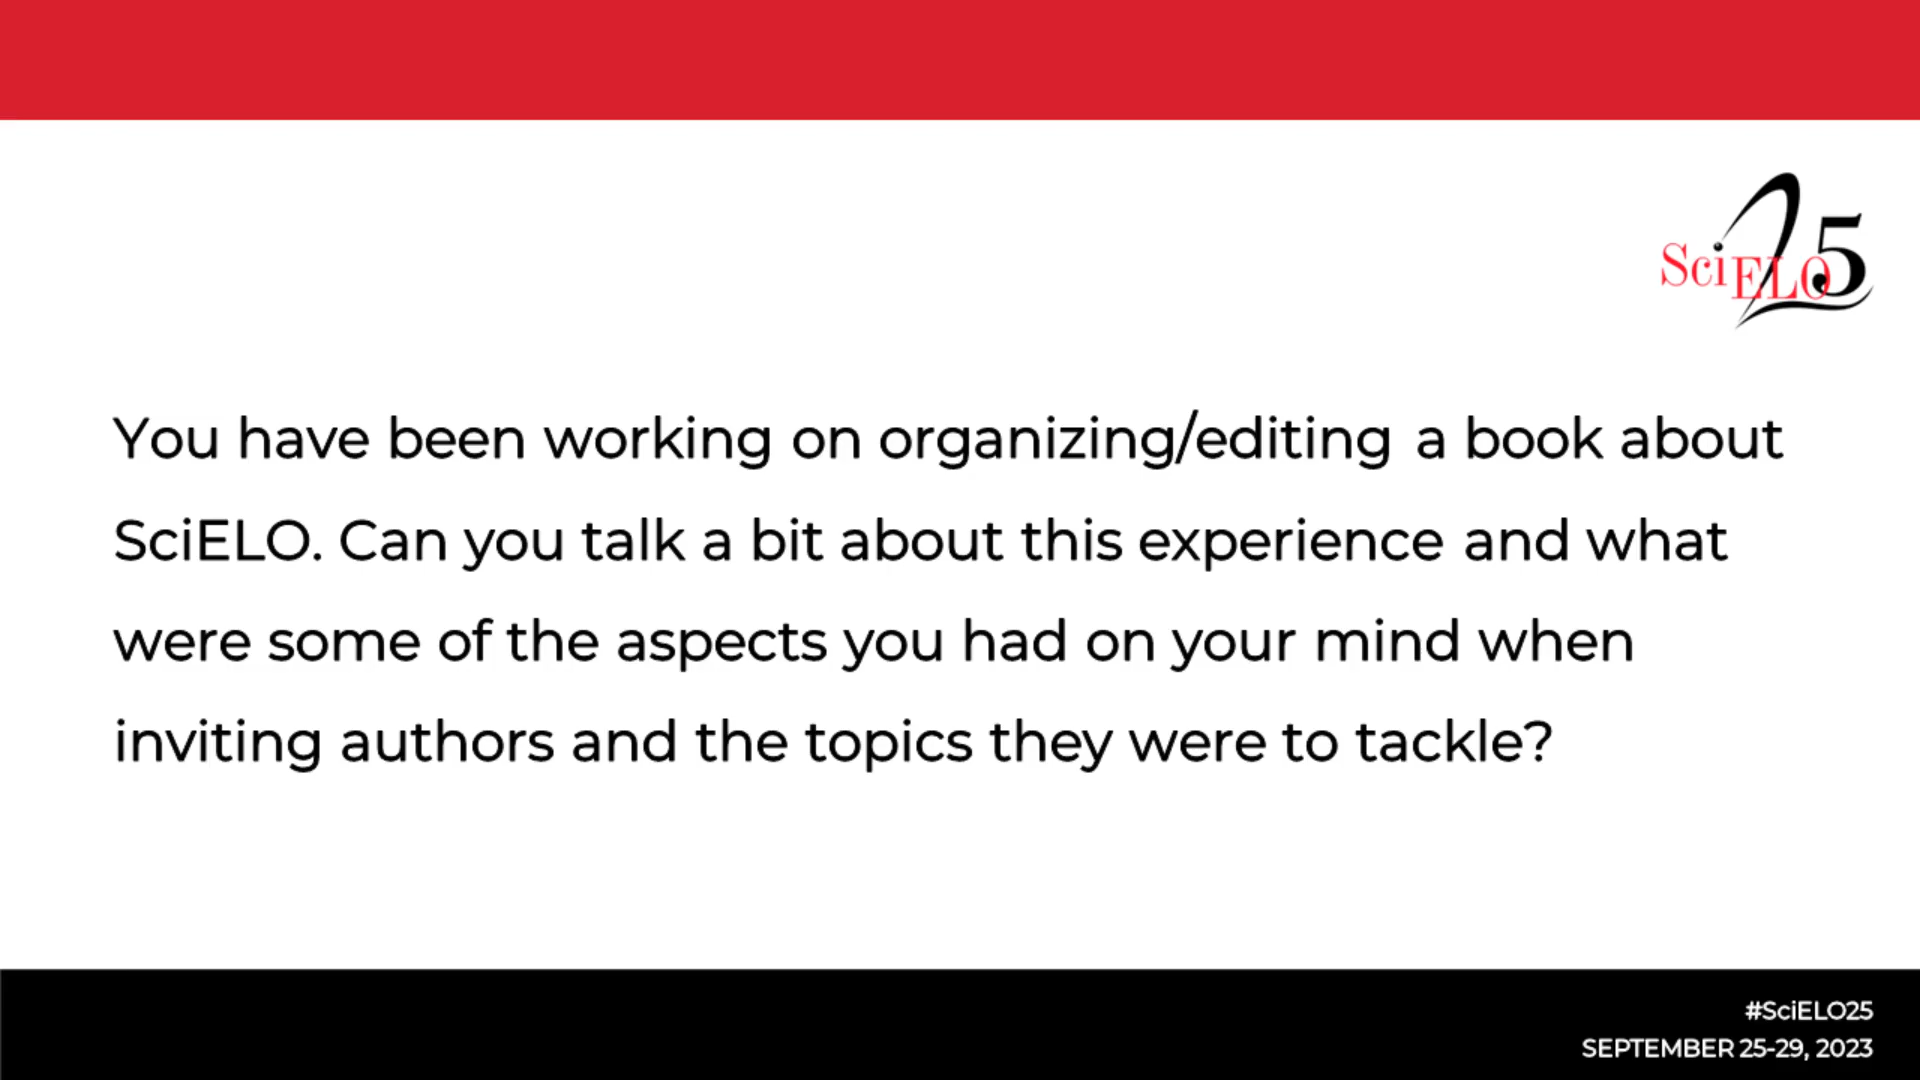 SciELO 25
You have been working on organizing/editing a book about
SciELO. Can you talk a bit about this experience and what
were some of the aspects you had on your mind when
inviting authors and the topics they were to tackle?
#SciELO25
SEPTEMBER 25-29, 2023